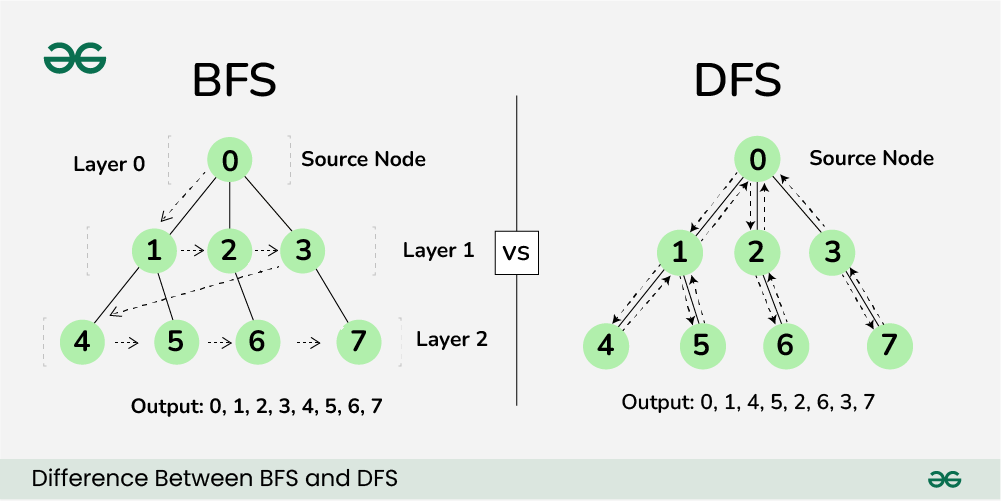 BFS
Layer 0
0
Source Node
1
2
3
Layer 1
4
5
6
7
Layer 2
Output: 0, 1, 2, 3, 4, 5, 6, 7
VS
DFS
0
Source Node
1
2
3
4
5
6
7
Output: 0, 1, 4, 5, 2, 6, 3, 7
Difference Between BFS and DFS